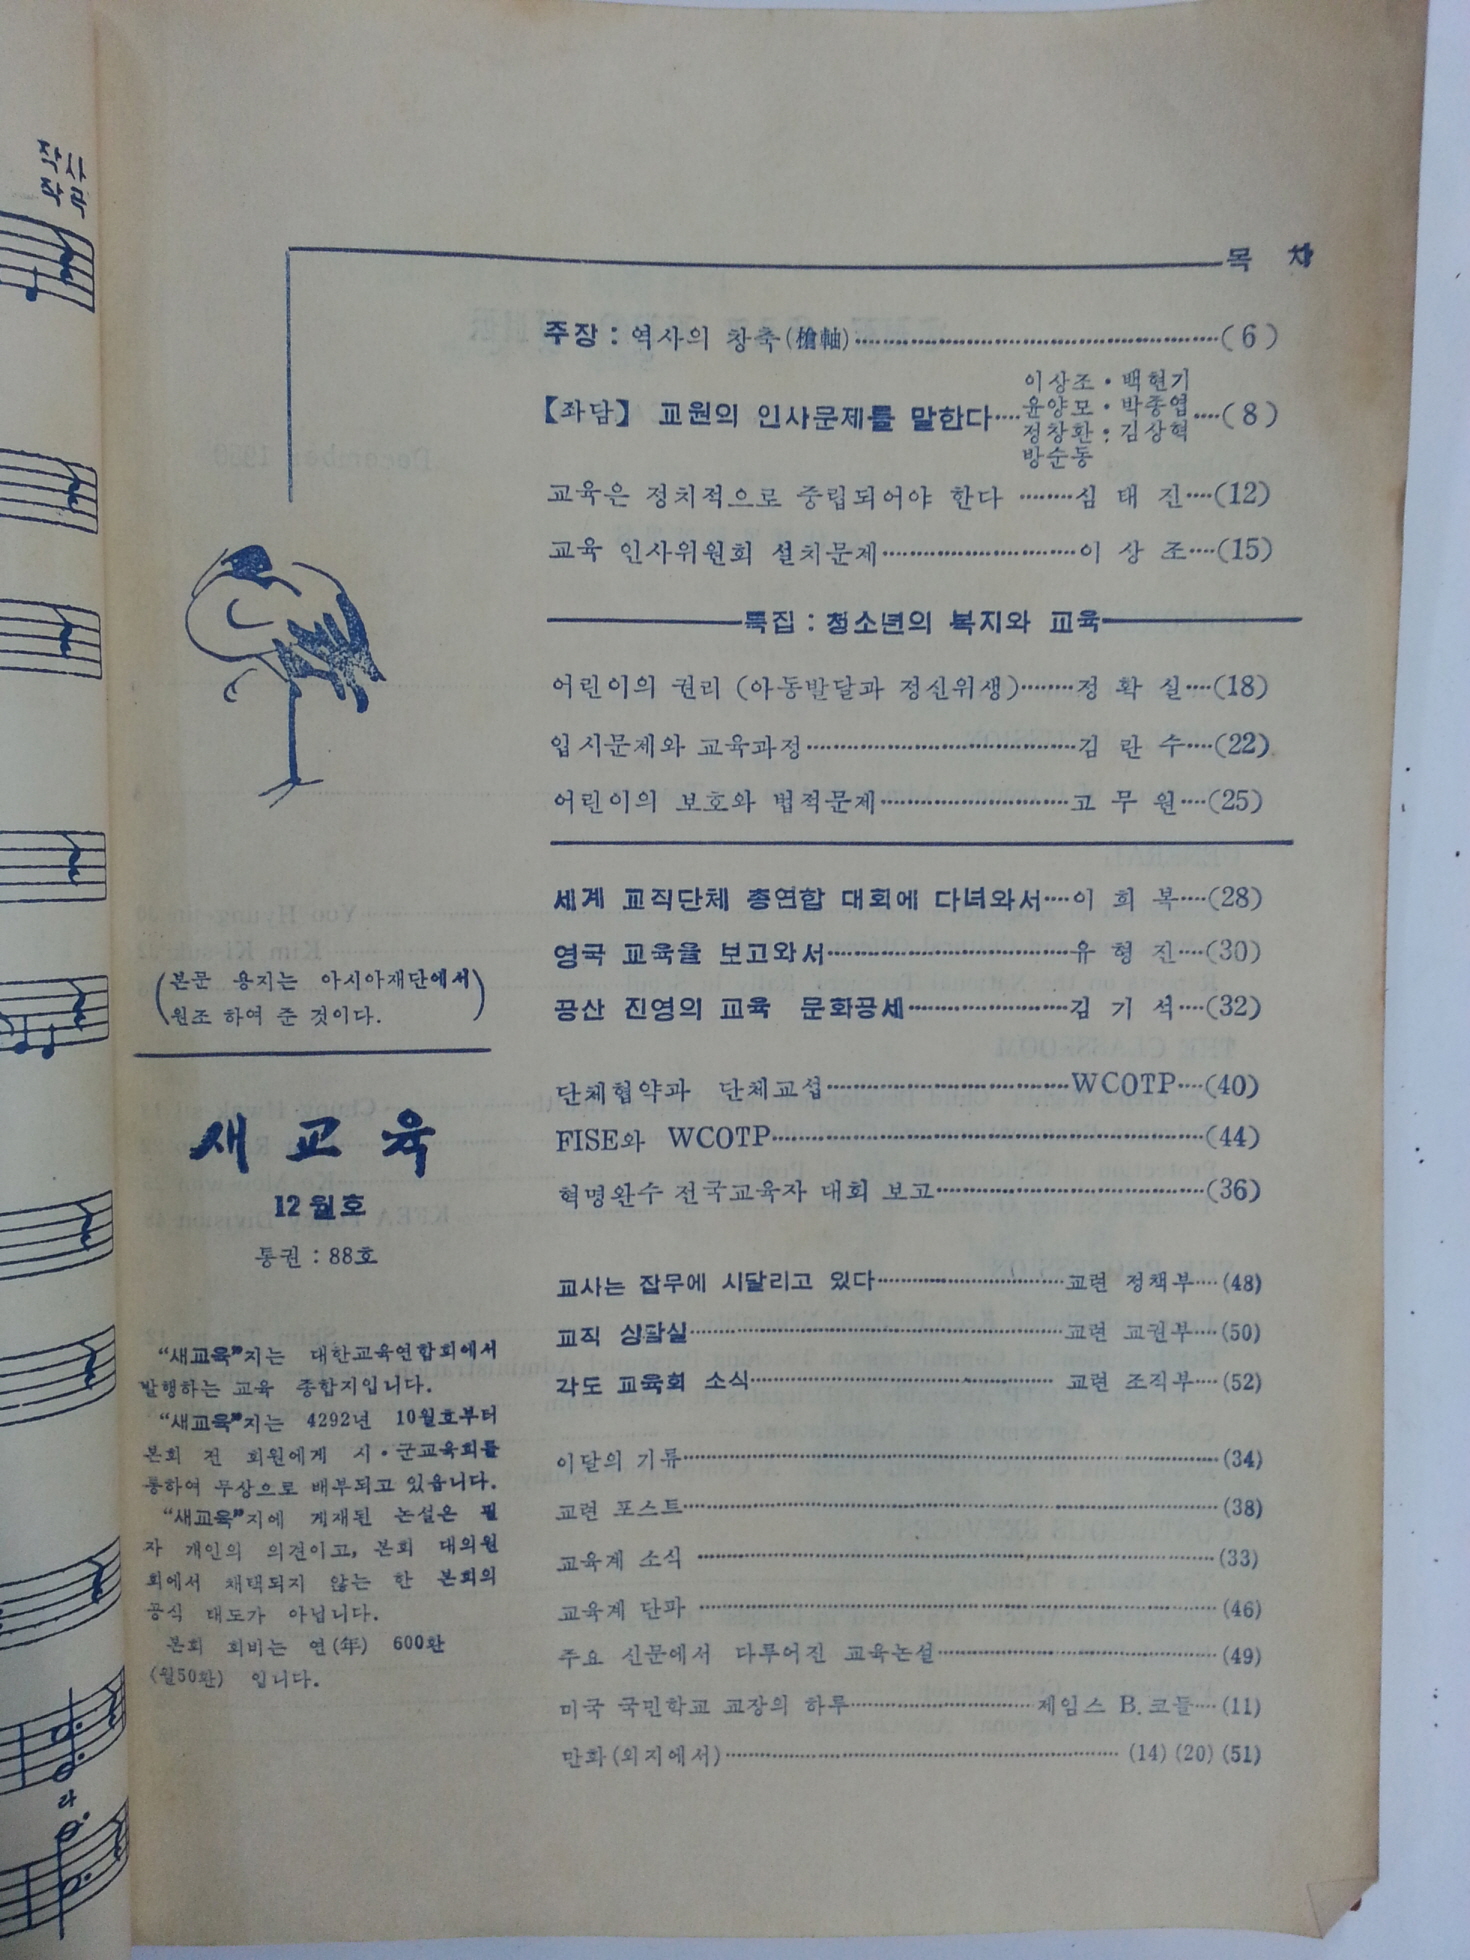 작사
작곡
라
목 차
주장 : 역사의 창축(槍軸) (6)
【좌담】 교원의 인사문제를 말한다 (8)
이상조·백현기
윤양모·박종엽
정창환·김상혁
방순동
교육은 정치적으로 중립되어야 한다 심태진 (12)
교육 인사위원회 설치문제 이상조 (15)
특집 : 청소년의 복지와 교육
어린이의 권리 (아동발달과 정신위생) 정확실 (18)
입시문제와 교육과정 김란수 (22)
어린이의 보호와 법적문제 고무원 (25)
세계 교직단체 총연합 대회에 다녀와서 이희복 (28)
영국 교육을 보고와서 유형진 (30)
공산 진영의 교육 문화공세 김기석 (32)
단체협약과 단체교섭 WCOTP (40)
FISE와 WCOTP (44)
혁명완수 전국교육자 대회 보고 (36)
교사는 잡무에 시달리고 있다 교련 정책부 (48)
교직 상담실 교련 교권부 (50)
각도 교육회 소식 교련 조직부 (52)
이달의 기류 (34)
교련 포스트 (38)
교육계 소식 (33)
교육계 단파 (46)
주요 신문에서 다루어진 교육논설 (49)
미국 국민학교 교장의 하루 제임스 B. 코들 (11)
만화(외지에서) (14) (20) (51)
(본문 용지는 아시아재단에서
원조 하여 준 것이다.)
새교육
12월호
통권 : 88호
“새교육”지는 대한교육연합회에서
발행하는 교육 종합지입니다.
“새교육”지는 4292년 10월호부터
본회 전 회원에게 시·군교육회를
통하여 무상으로 배부되고 있읍니다.
“새교육”지에 게재된 논설은 필
자 개인의 의견이고, 본회 대의원
회에서 채택되지 않는 한 본회의
공식 태도가 아닙니다.
본회 회비는 연(年) 600환
(월50환) 입니다.